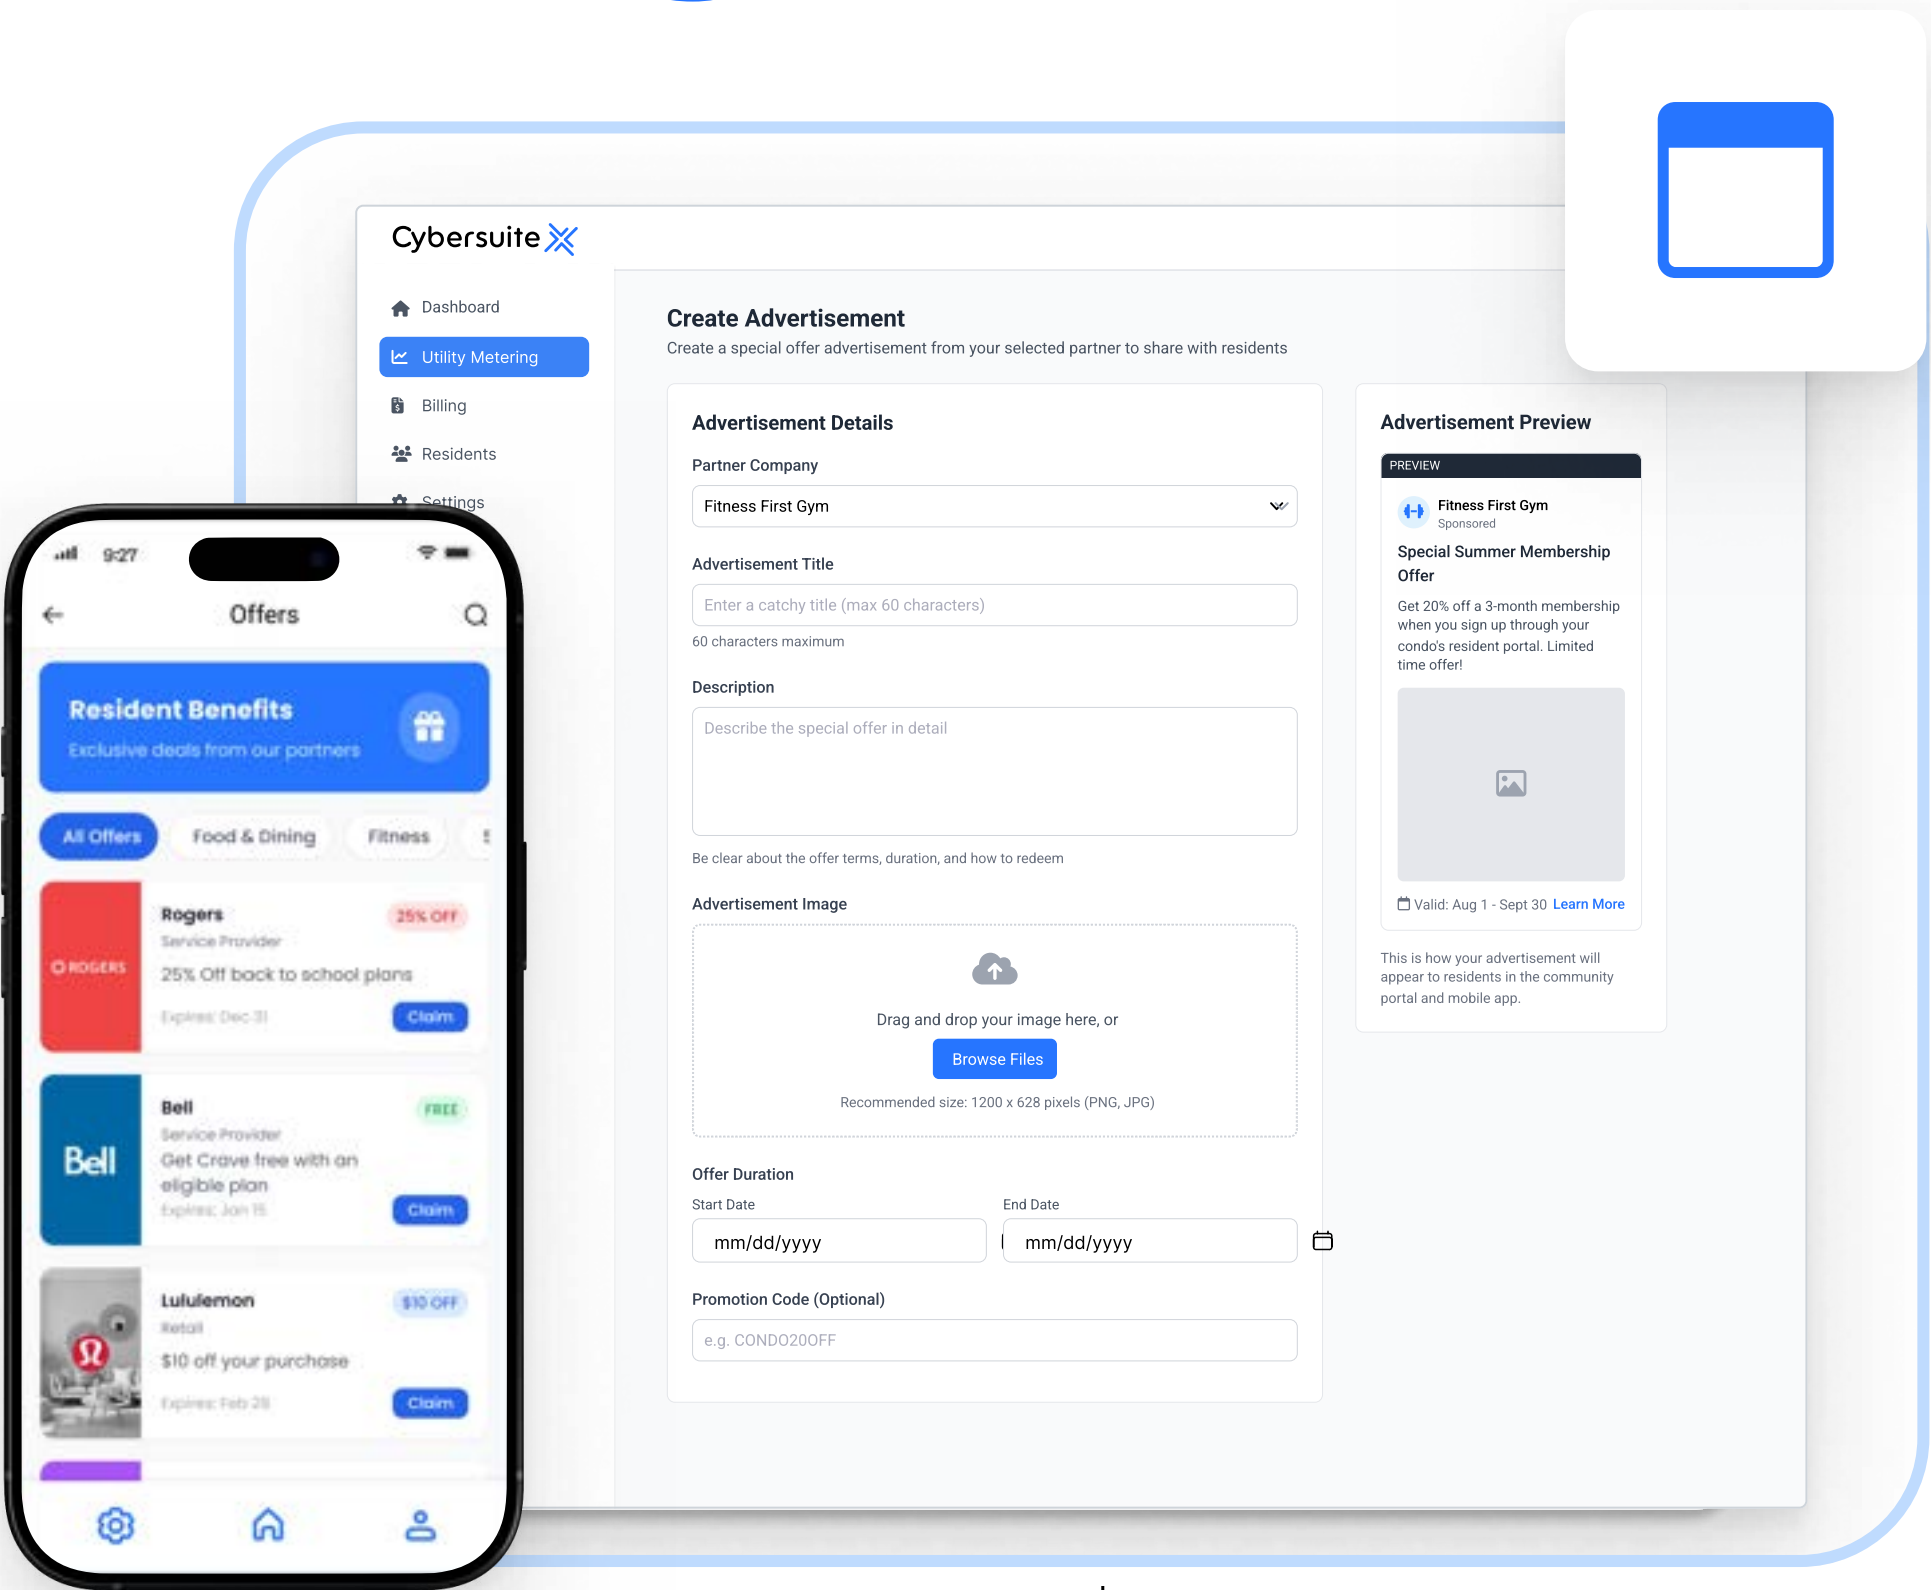 Cybersuite
Dashboard
Utility Metering
Billing
Residents
Settings
Create Advertisement
Create a special offer advertisement from your selected partner to share with residents
Advertisement Details
Partner Company
Fitness First Gym
Advertisement Title
Enter a catchy title (max 60 characters)
60 characters maximum
Description
Describe the special offer in detail
Be clear about the offer terms, duration, and how to redeem
Advertisement Image
Drag and drop your image here, or
Browse Files
Recommended size: 1200 x 628 pixels (PNG, JPG)
Offer Duration
Start Date
End Date
mm/dd/yyyy
mm/dd/yyyy
Promotion Code (Optional)
e.g. CONDO20OFF
Advertisement Preview
PREVIEW
Fitness First Gym
Sponsored
Special Summer Membership
Offer
Get 20% off a 3-month membership
when you sign up through your
condo's resident portal. Limited
time offer!
Valid: Aug 1 - Sept 30 Learn More
This is how your advertisement will
appear to residents in the community
portal and mobile app.
9:27
Offers
Resident Benefits
Exclusive deals from our partners
All Offers
Food & Dining
Fitness
ROGERS
Rogers
25% OFF
Service Provider
25% Off back to school plans
Expires: Dec 31
Claim
Bell
Bell
FREE
Service Provider
Get Crave free with an
eligible plan
Expires: Jan 15
Claim
Lululemon
$10 OFF
Retail
$10 off your purchase
Expires: Feb 28
Claim